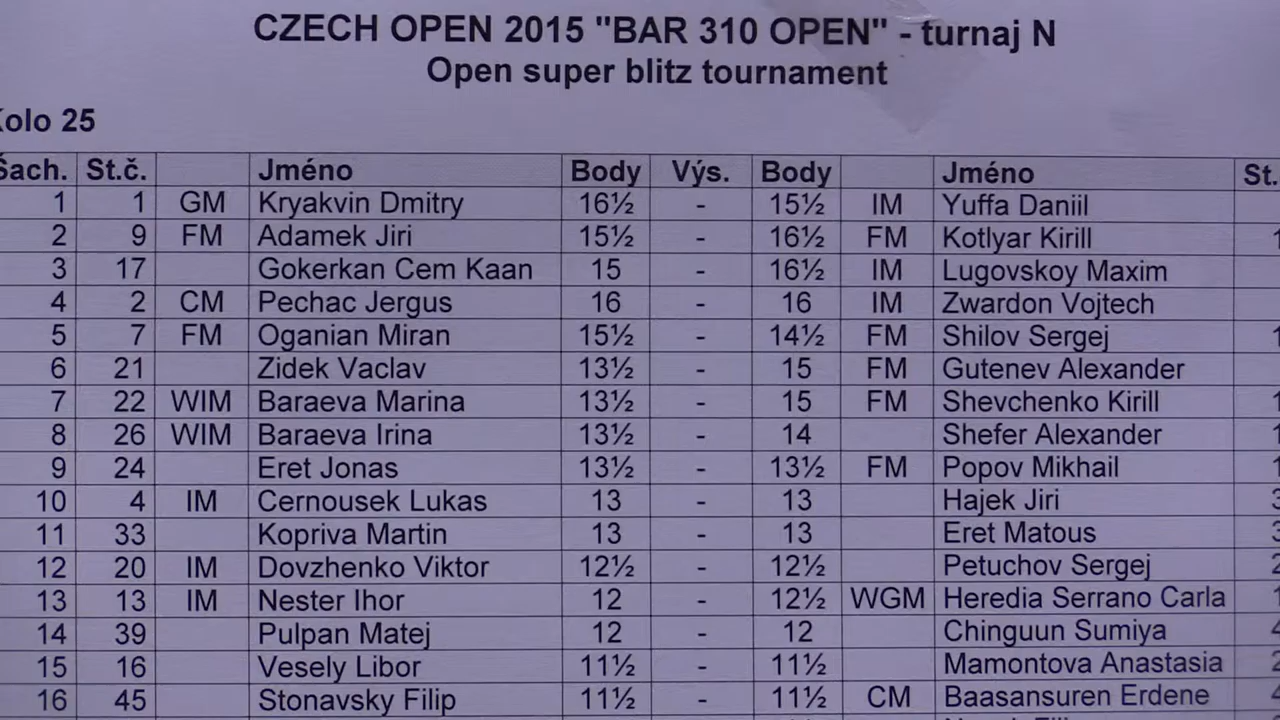 CZECH OPEN 2015 "BAR 310 OPEN" - turnaj N
Open super blitz tournament
Kolo 25
Šach. St.č. Jméno Body Výs. Body Jméno St.
1 1 GM Kryakvin Dmitry 16½ - 15½ IM Yuffa Daniil
2 9 FM Adamek Jiri 15½ - 16½ FM Kotlyar Kirill
3 17 Gokerkan Cem Kaan 15 - 16½ IM Lugovskoy Maxim
4 2 CM Pechac Jergus 16 - 16 IM Zwardon Vojtech
5 7 FM Oganian Miran 15½ - 14½ FM Shilov Sergej
6 21 Zidek Vaclav 13½ - 15 FM Gutenev Alexander
7 22 WIM Baraeva Marina 13½ - 15 FM Shevchenko Kirill
8 26 WIM Baraeva Irina 13½ - 14 Shefer Alexander
9 24 Eret Jonas 13½ - 13½ FM Popov Mikhail
10 4 IM Cernousek Lukas 13 - 13 Hajek Jiri
11 33 Kopriva Martin 13 - 13 Eret Matous
12 20 IM Dovzhenko Viktor 12½ - 12½ Petuchov Sergej
13 13 IM Nester Ihor 12 - 12½ WGM Heredia Serrano Carla
14 39 Pulpan Matej 12 - 12 Chinguun Sumiya
15 16 Vesely Libor 11½ - 11½ Mamontova Anastasia
16 45 Stonavsky Filip 11½ - 11½ CM Baasansuren Erdene